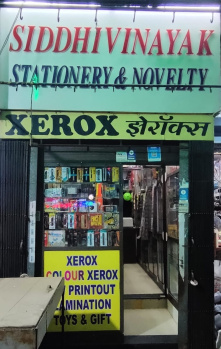 SIDDHIVINAYAK
STATIONERY & NOVELTY
XEROX झेरॉक्स
XEROX
COLOUR XEROX
PRINTOUT
LAMINATION
TOYS & GIFT